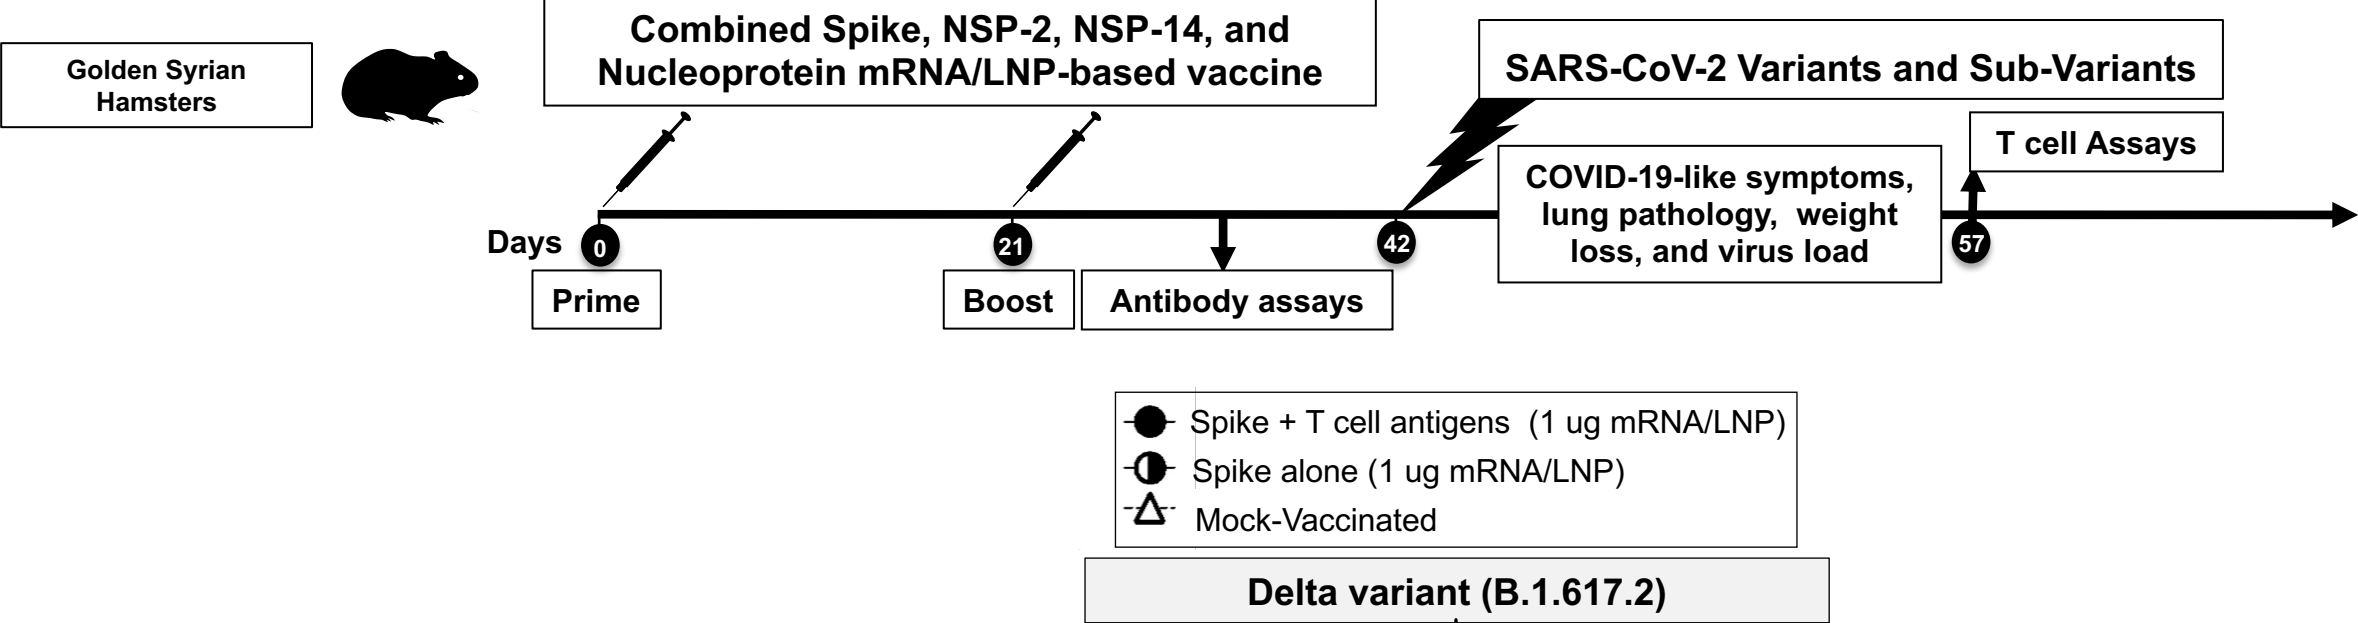 Combined Spike, NSP-2, NSP-14, and
Nucleoprotein mRNA/LNP-based vaccine
Golden Syrian
Hamsters
SARS-CoV-2 Variants and Sub-Variants
T cell Assays
COVID-19-like symptoms,
lung pathology, weight
loss, and virus load
Days 0 21 42 57
Prime
Boost
Antibody assays
Spike + T cell antigens (1 ug mRNA/LNP)
Spike alone (1 ug mRNA/LNP)
Mock-Vaccinated
Delta variant (B.1.617.2)